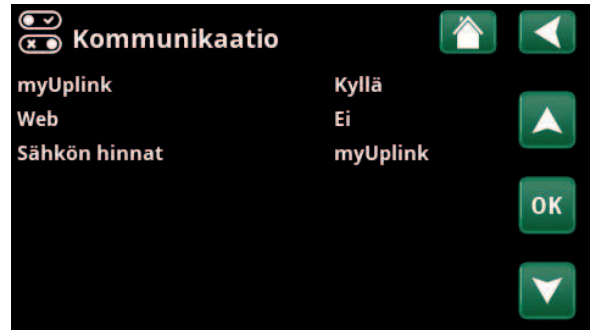 Kommunikaatio
myUplink Kyllä
Web Ei
Sähkön hinnat myUplink
OK